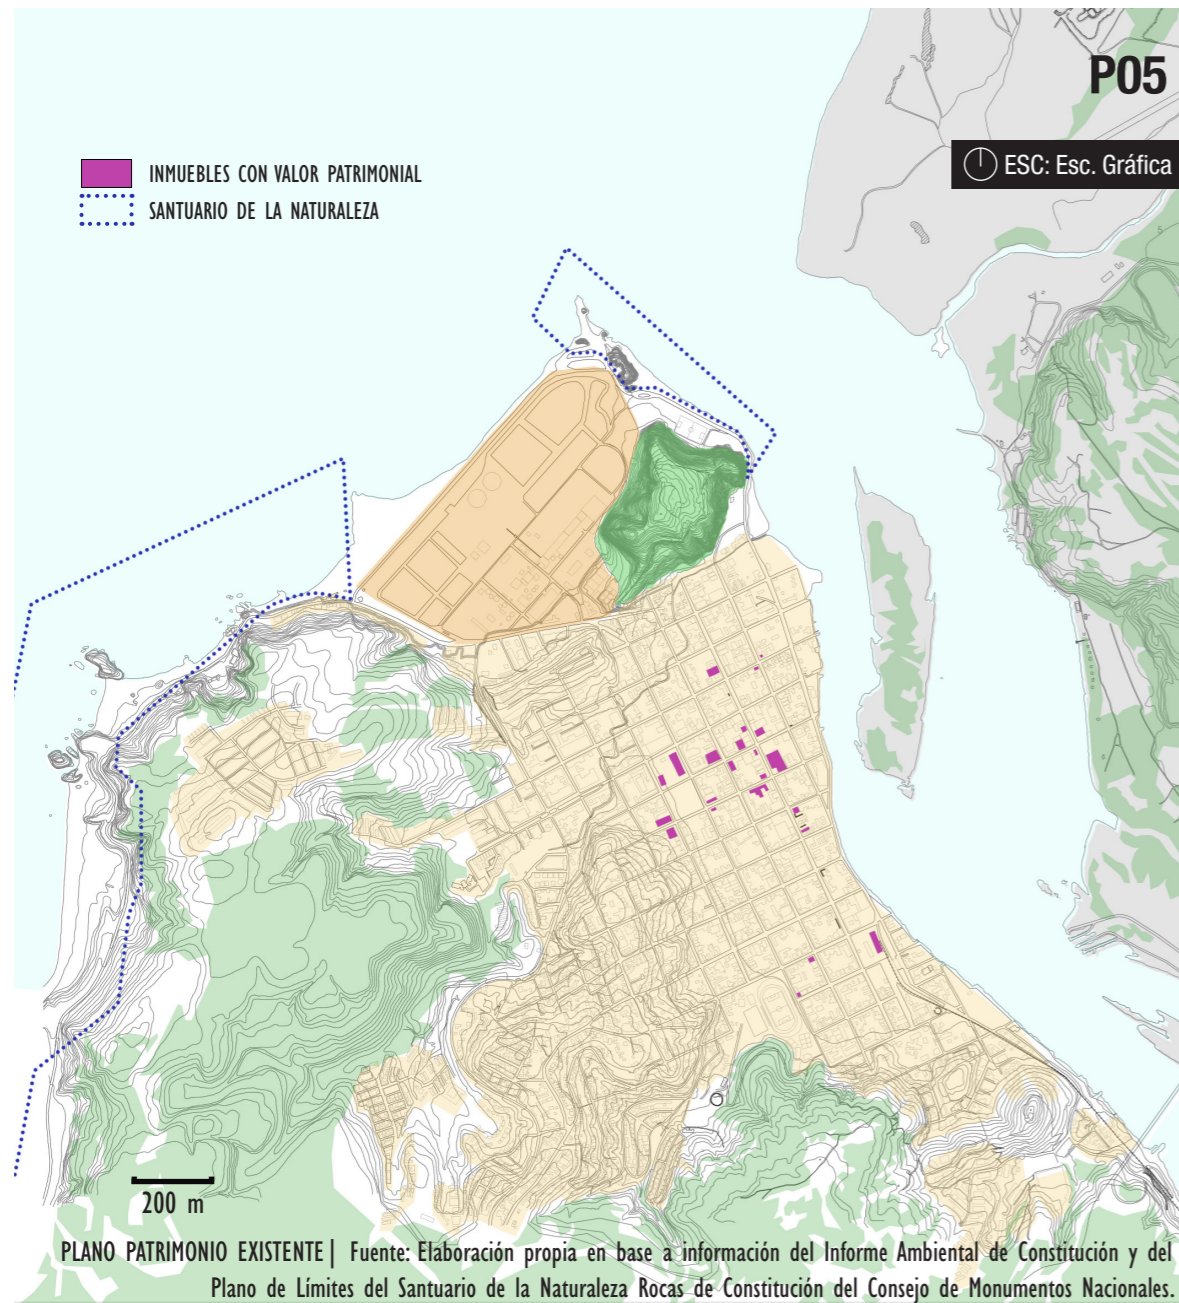 P05
ESC: Esc. Gráfica
INMUEBLES CON VALOR PATRIMONIAL
SANTUARIO DE LA NATURALEZA
200 m
PLANO PATRIMONIO EXISTENTE | Fuente: Elaboración propia en base a información del Informe Ambiental de Constitución y del
Plano de Límites del Santuario de la Naturaleza Rocas de Constitución del Consejo de Monumentos Nacionales.